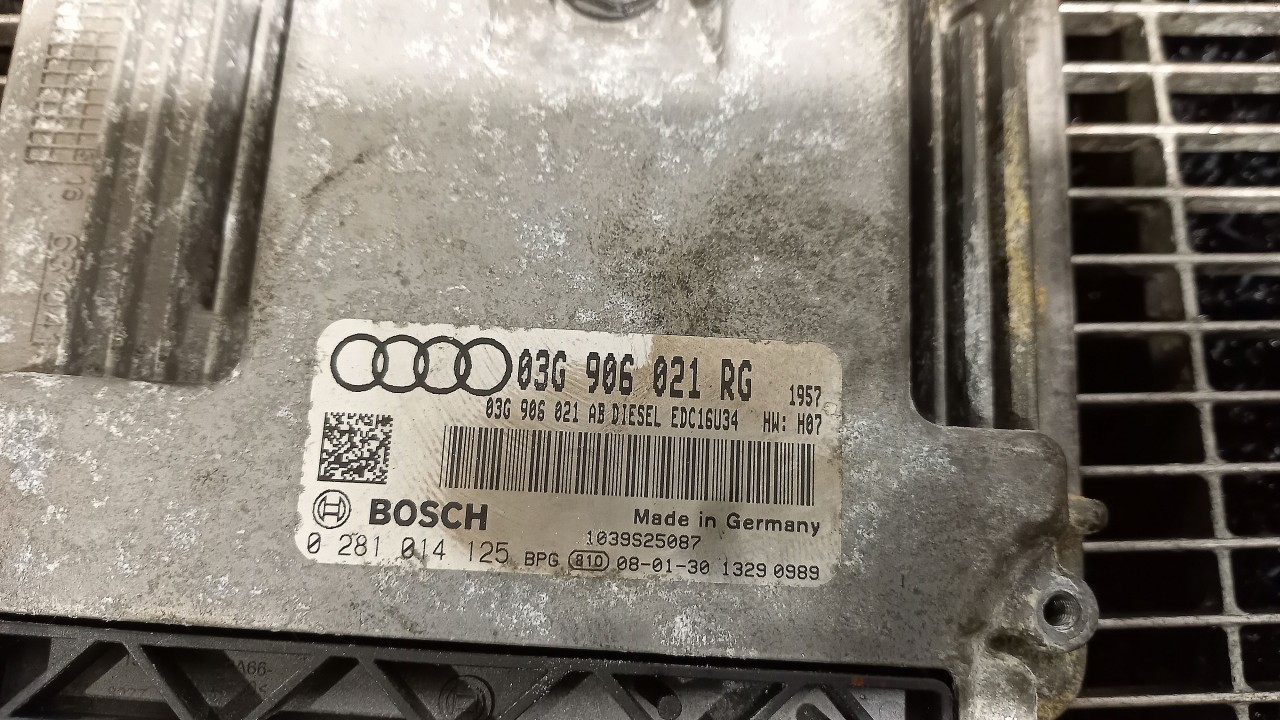 03G 906 021 RG 1957
03G 906 021 AB DIESEL EDC16U34 HW: H07
BOSCH
Made in Germany
1039S25087
0 281 014 125 BPG 810 08-01-30 1329 0989